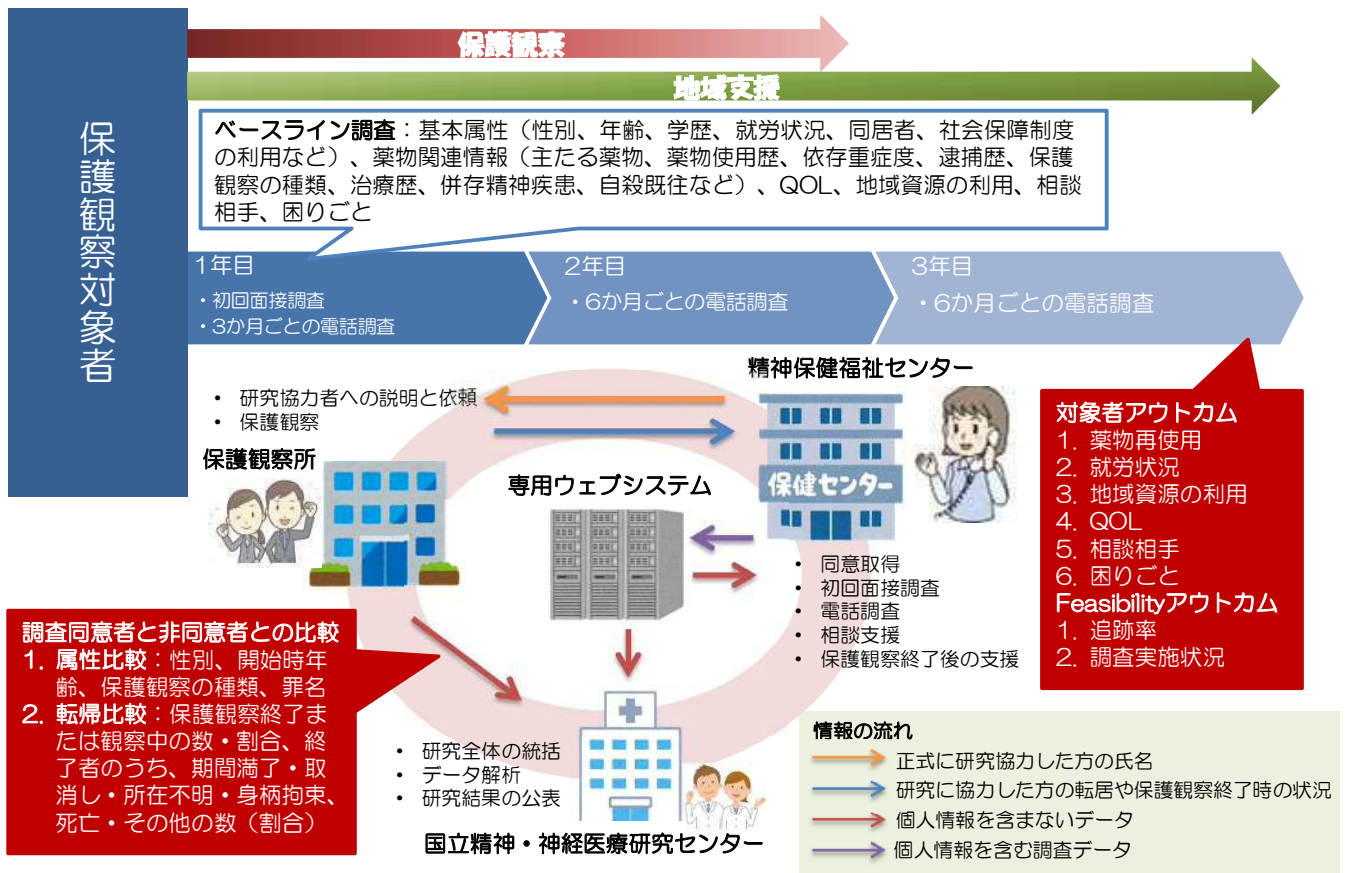 保護観察対象者
保護観察
地域支援
ベースライン調査：基本属性（性別、年齢、学歴、就労状況、同居者、社会保障制度
の利用など）、薬物関連情報（主たる薬物、薬物使用歴、依存重症度、逮捕歴、保護
観察の種類、治療歴、併存精神疾患、自殺既往など）、QOL、地域資源の利用、相談
相手、困りごと
1年目
・初回面接調査
・3か月ごとの電話調査
2年目
・6か月ごとの電話調査
3年目
・6か月ごとの電話調査
• 研究協力者への説明と依頼
• 保護観察
保護観察所
精神保健福祉センター
保健センター
専用ウェブシステム
• 同意取得
• 初回面接調査
• 電話調査
• 相談支援
• 保護観察終了後の支援
対象者アウトカム
1. 薬物再使用
2. 就労状況
3. 地域資源の利用
4. QOL
5. 相談相手
6. 困りごと
Feasibilityアウトカム
1. 追跡率
2. 調査実施状況
調査同意者と非同意者との比較
1. 属性比較：性別、開始時年
齢、保護観察の種類、罪名
2. 転帰比較：保護観察終了ま
たは観察中の数・割合、終
了者のうち、期間満了・取
消し・所在不明・身柄拘束、
死亡・その他の数（割合）
• 研究全体の統括
• データ解析
• 研究結果の公表
国立精神・神経医療研究センター
情報の流れ
正式に研究協力した方の氏名
研究に協力した方の転居や保護観察終了時の状況
個人情報を含まないデータ
個人情報を含む調査データ